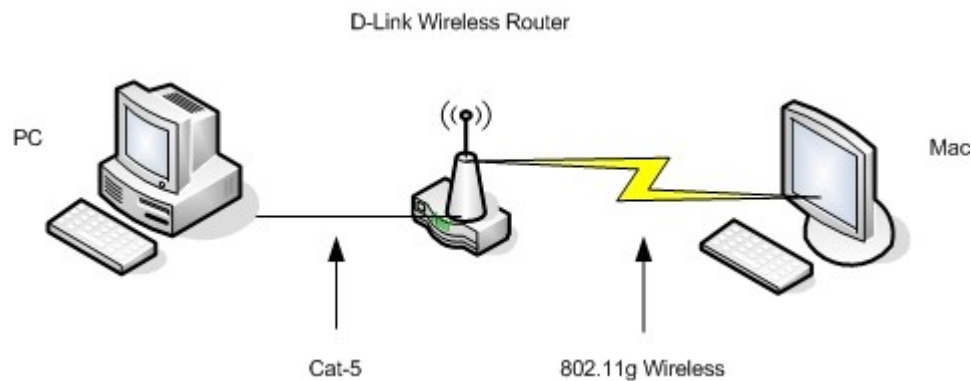 D-Link Wireless Router
PC
Mac
Cat-5
802.11g Wireless